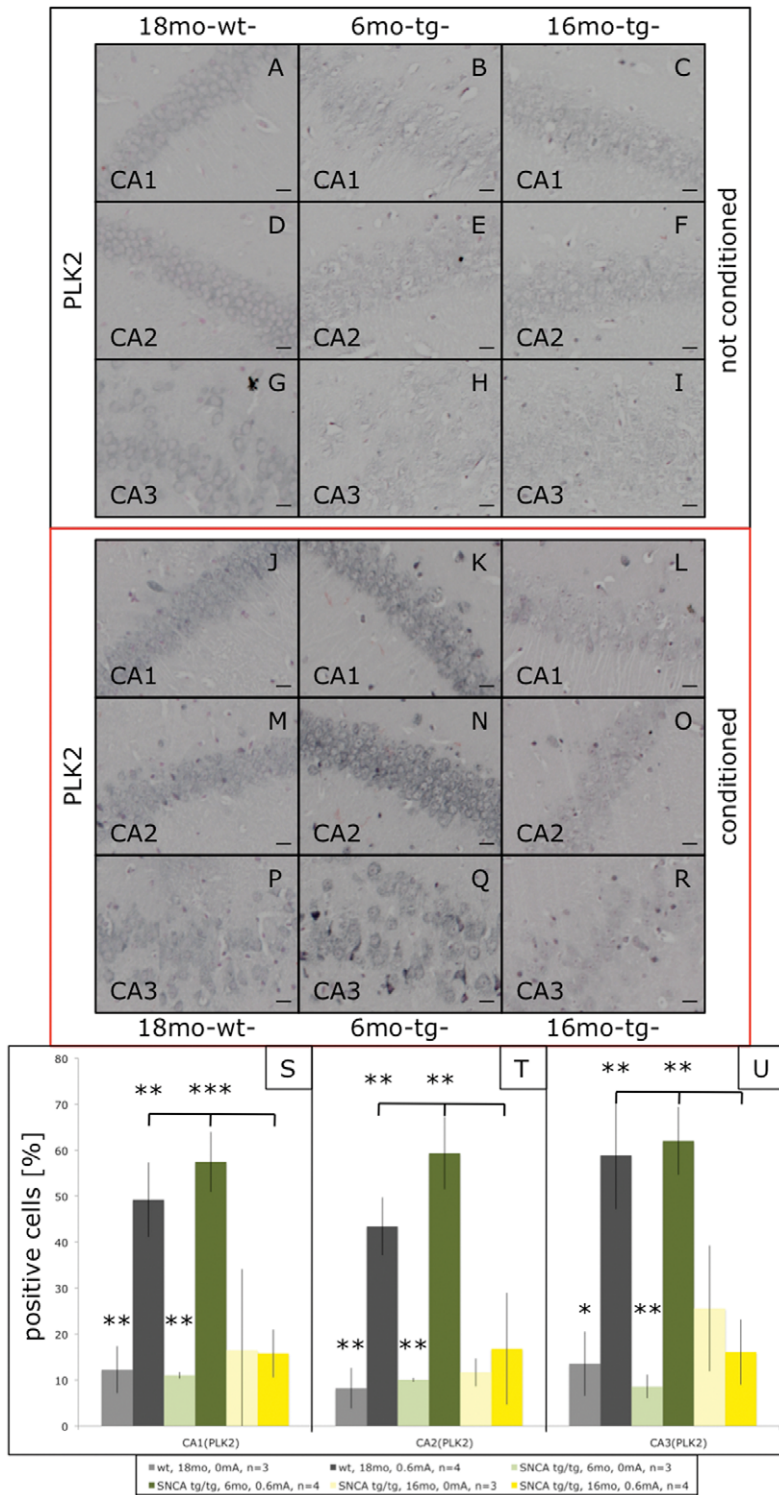 18mo-wt- 6mo-tg- 16mo-tg-
A B C
CA1 CA1 CA1
D E F
PLK2
CA2 CA2 CA2
not conditioned
G H I
CA3 CA3 CA3
J K L
CA1 CA1 CA1
M N O
PLK2
CA2 CA2 CA2
conditioned
P Q R
CA3 CA3 CA3
18mo-wt- 6mo-tg- 16mo-tg-
S T U
positive cells [%]
80
70
60
50
40
30
20
10
0
** *** ** ** ** **
** ** ** ** * **
CA1(PLK2) CA2(PLK2) CA3(PLK2)
wt, 18mo, 0mA, n=3 wt, 18mo, 0.6mA, n=4 SNCA tg/tg, 6mo, 0mA, n=3
SNCA tg/tg, 6mo, 0.6mA, n=4 SNCA tg/tg, 16mo, 0mA, n=3 SNCA tg/tg, 16mo, 0.6mA, n=4